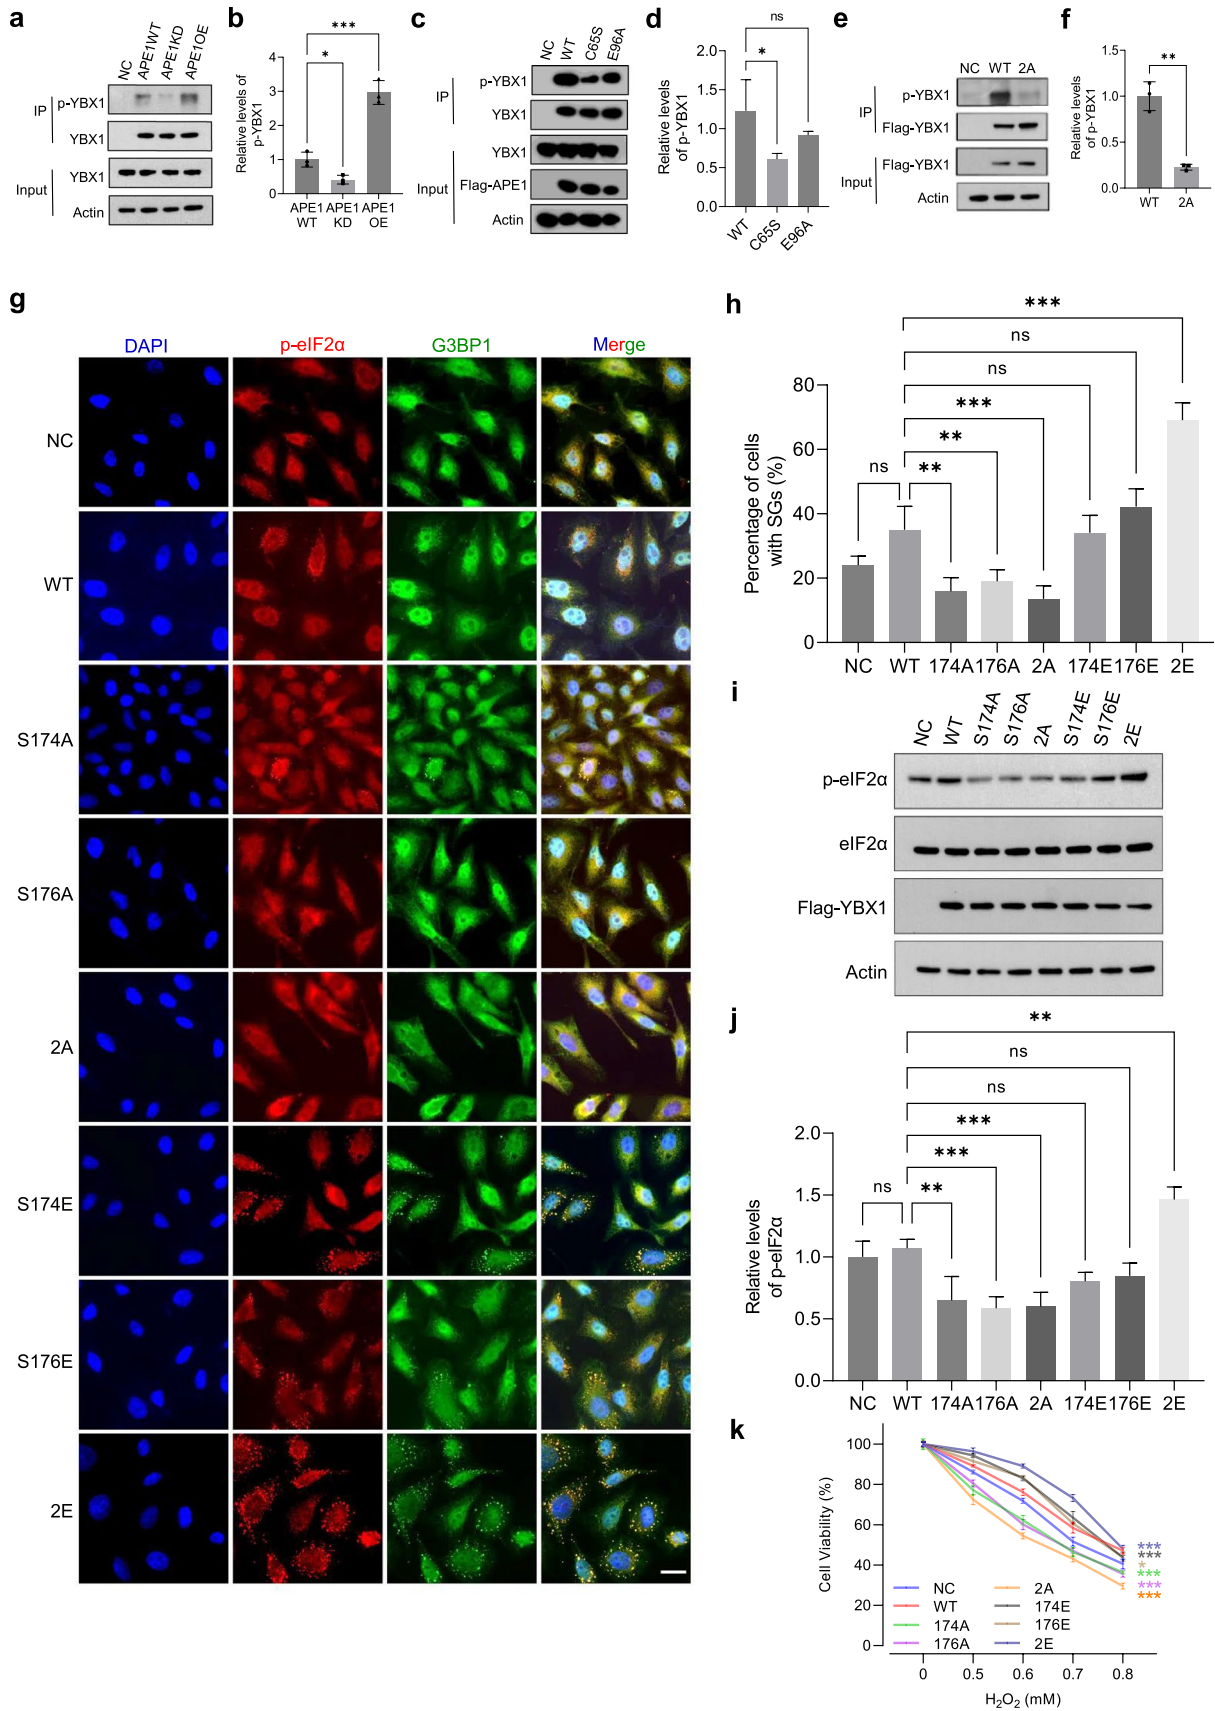 a
NC
APE1WT
APE1KD
APE1OE
IP
p-YBX1
YBX1
Input
YBX1
Actin
b
***
*
Relative levels of
p-YBX1
4
3
2
1
0
APE1 APE1 APE1
WT KD OE
c
NC
WT
C65S
E96A
IP
p-YBX1
YBX1
Input
YBX1
Flag-APE1
Actin
d
ns
*
Relative levels
of p-YBX1
2.0
1.5
1.0
0.5
0.0
WT
C65S
E96A
e
NC WT 2A
IP
p-YBX1
Flag-YBX1
Input
Flag-YBX1
Actin
f
**
Relative levels
of p-YBX1
1.5
1.0
0.5
0.0
WT 2A
g
DAPI p-eIF2α G3BP1 Merge
NC
WT
S174A
S176A
2A
S174E
S176E
2E
h
***
ns
ns
***
**
ns **
Percentage of cells
with SGs (%)
80
60
40
20
0
NC WT 174A 176A 2A 174E 176E 2E
i
NC
WT
S174A
S176A
2A
S174E
S176E
2E
p-eIF2α
eIF2α
Flag-YBX1
Actin
j
**
ns
ns
***
***
ns **
Relative levels
of p-eIF2α
2.0
1.5
1.0
0.5
0.0
NC WT 174A 176A 2A 174E 176E 2E
k
Cell Viability (%)
100
80
60
40
20
0
***
***
*
***
***
***
NC 2A
WT 174E
174A 176E
176A 2E
0 0.5 0.6 0.7 0.8
H₂O₂ (mM)